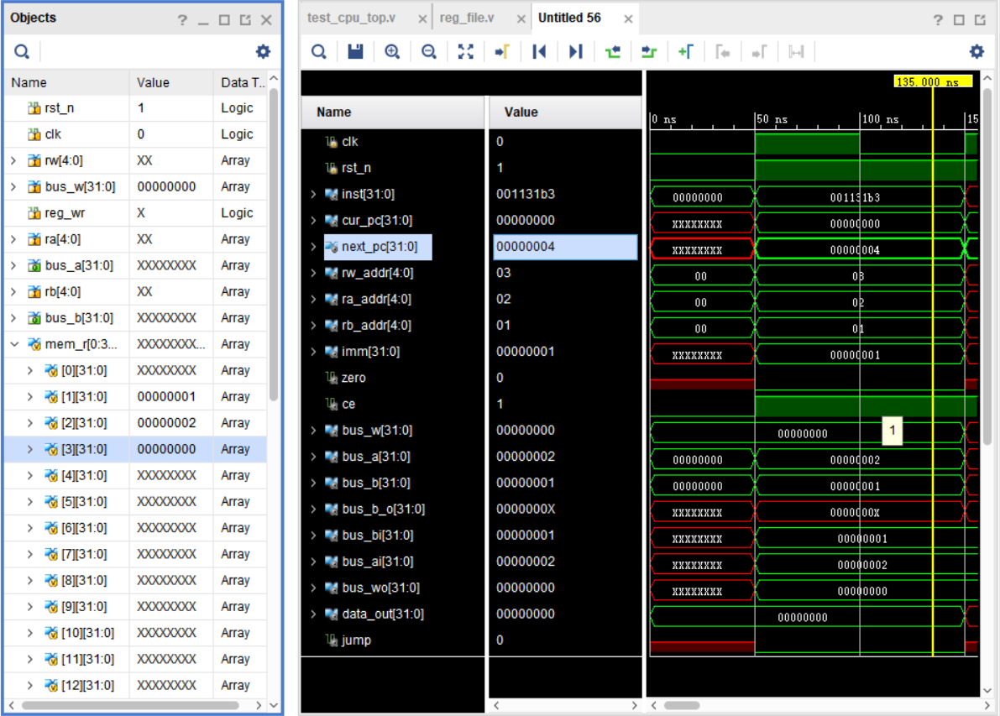 Objects
Name Value Data T...
rst_n 1 Logic
clk 0 Logic
rw[4:0] XX Array
bus_w[31:0] 00000000 Array
reg_wr X Logic
ra[4:0] XX Array
bus_a[31:0] XXXXXXXX Array
rb[4:0] XX Array
bus_b[31:0] XXXXXXXX Array
mem_r[0:3... XXXXXXXX... Array
[0][31:0] XXXXXXXX Array
[1][31:0] 00000001 Array
[2][31:0] 00000002 Array
[3][31:0] 00000000 Array
[4][31:0] XXXXXXXX Array
[5][31:0] XXXXXXXX Array
[6][31:0] XXXXXXXX Array
[7][31:0] XXXXXXXX Array
[8][31:0] XXXXXXXX Array
[9][31:0] XXXXXXXX Array
[10][31:0] XXXXXXXX Array
[11][31:0] XXXXXXXX Array
[12][31:0] XXXXXXXX Array
test_cpu_top.v reg_file.v Untitled 56
135.000 ns
Name Value 0 ns 50 ns 100 ns 15
clk 0
rst_n 1
inst[31:0] 001131b3 00000000 001131b3
cur_pc[31:0] 00000000 XXXXXXXX 00000000
next_pc[31:0] 00000004 XXXXXXXX 00000004
rw_addr[4:0] 03 00 03
ra_addr[4:0] 02 00 02
rb_addr[4:0] 01 00 01
imm[31:0] 00000001 XXXXXXXX 00000001
zero 0
ce 1
bus_w[31:0] 00000000 00000000 1
bus_a[31:0] 00000002 00000000 00000002
bus_b[31:0] 00000001 00000000 00000001
bus_b_o[31:0] 0000000X XXXXXXXX 0000000X
bus_bi[31:0] 00000001 XXXXXXXX 00000001
bus_ai[31:0] 00000002 XXXXXXXX 00000002
bus_wo[31:0] 00000000 XXXXXXXX 00000000
data_out[31:0] 00000000 00000000
jump 0